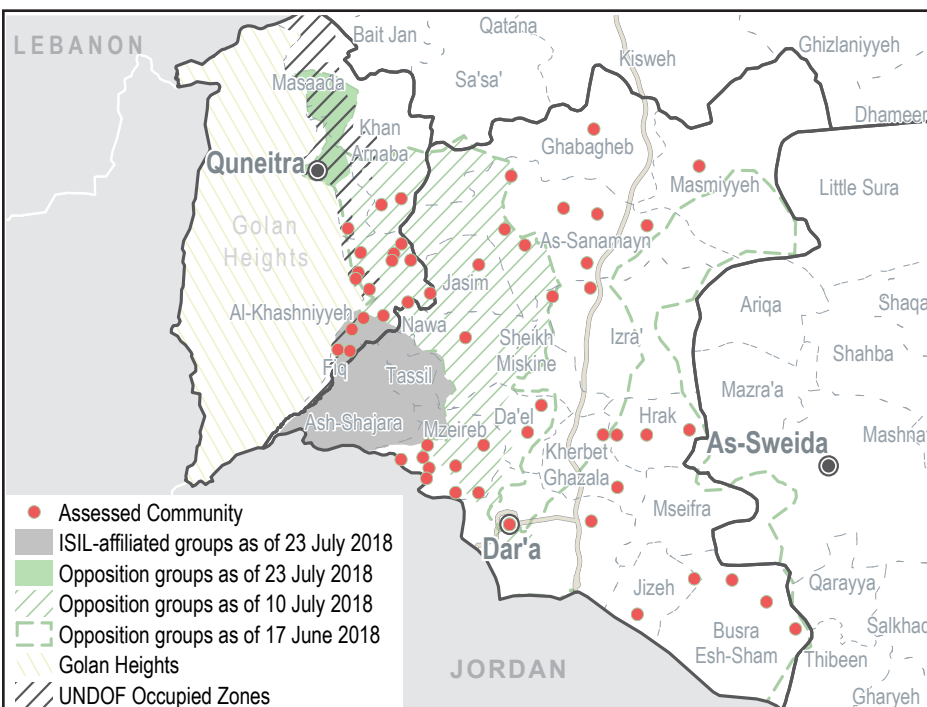 LEBANON
Bait Jan
Qatana
Kisweh
Ghizlaniyyeh
Masaada
Sa'sa'
Dhameer
Khan
Arnaba
Ghabagheb
Quneitra
Masmiyyeh
Little Sura
Golan
Heights
As-Sanamayn
Jasim
Al-Khashniyyeh
Nawa
Sheikh
Miskine
Izra'
Ariqa
Shaqa
Shahba
Fiq
Tassil
Mazra'a
Ash-Shajara
Mzeireb
Da'el
Hrak
As-Sweida
Mashna
Kherbet
Ghazala
Mseifra
Dar'a
Jizeh
Qarayya
Busra
Esh-Sham
Salkhad
Thibeen
Gharyeh
JORDAN
Assessed Community
ISIL-affiliated groups as of 23 July 2018
Opposition groups as of 23 July 2018
Opposition groups as of 10 July 2018
Opposition groups as of 17 June 2018
Golan Heights
UNDOF Occupied Zones